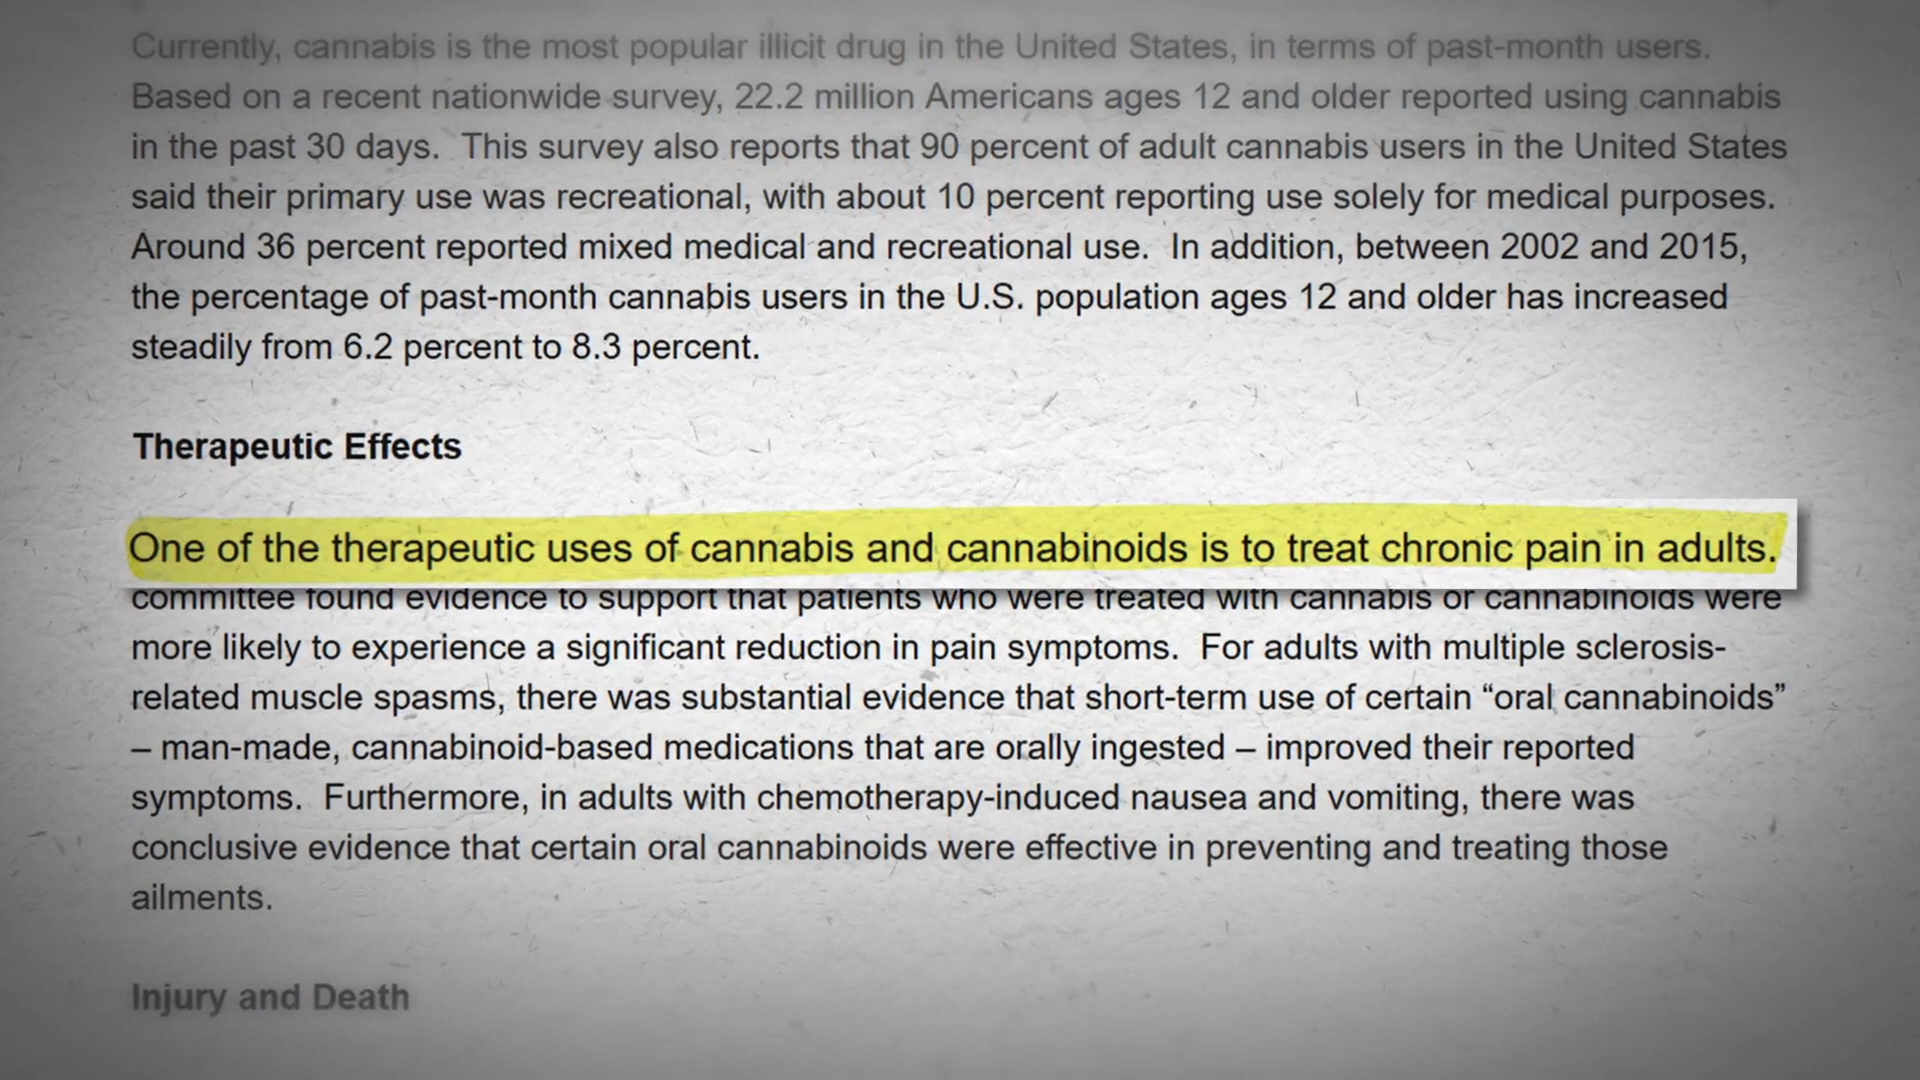 Currently, cannabis is the most popular illicit drug in the United States, in terms of past-month users.
Based on a recent nationwide survey, 22.2 million Americans ages 12 and older reported using cannabis
in the past 30 days.  This survey also reports that 90 percent of adult cannabis users in the United States
said their primary use was recreational, with about 10 percent reporting use solely for medical purposes.
Around 36 percent reported mixed medical and recreational use.  In addition, between 2002 and 2015,
the percentage of past-month cannabis users in the U.S. population ages 12 and older has increased
steadily from 6.2 percent to 8.3 percent.
Therapeutic Effects
One of the therapeutic uses of cannabis and cannabinoids is to treat chronic pain in adults.
committee found evidence to support that patients who were treated with cannabis or cannabinoids were
more likely to experience a significant reduction in pain symptoms.  For adults with multiple sclerosis-
related muscle spasms, there was substantial evidence that short-term use of certain “oral cannabinoids”
– man-made, cannabinoid-based medications that are orally ingested – improved their reported
symptoms.  Furthermore, in adults with chemotherapy-induced nausea and vomiting, there was
conclusive evidence that certain oral cannabinoids were effective in preventing and treating those
ailments.
Injury and Death